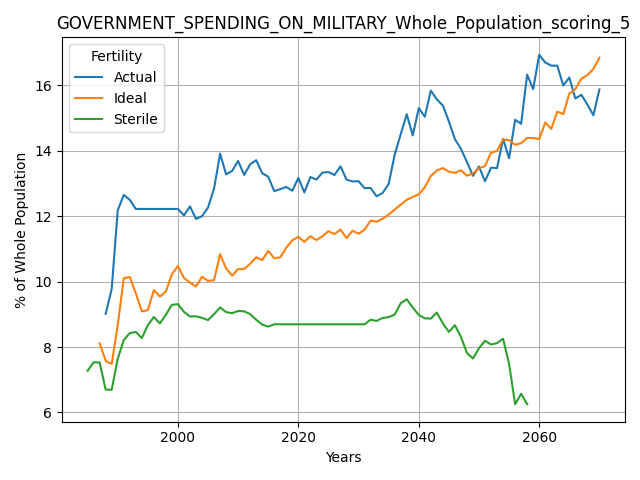 GOVERNMENT_SPENDING_ON_MILITARY_Whole_Population_scoring_5
Fertility
Actual
Ideal
Sterile
% of Whole Population
16
14
12
10
8
6
2000
2020
2040
2060
Years